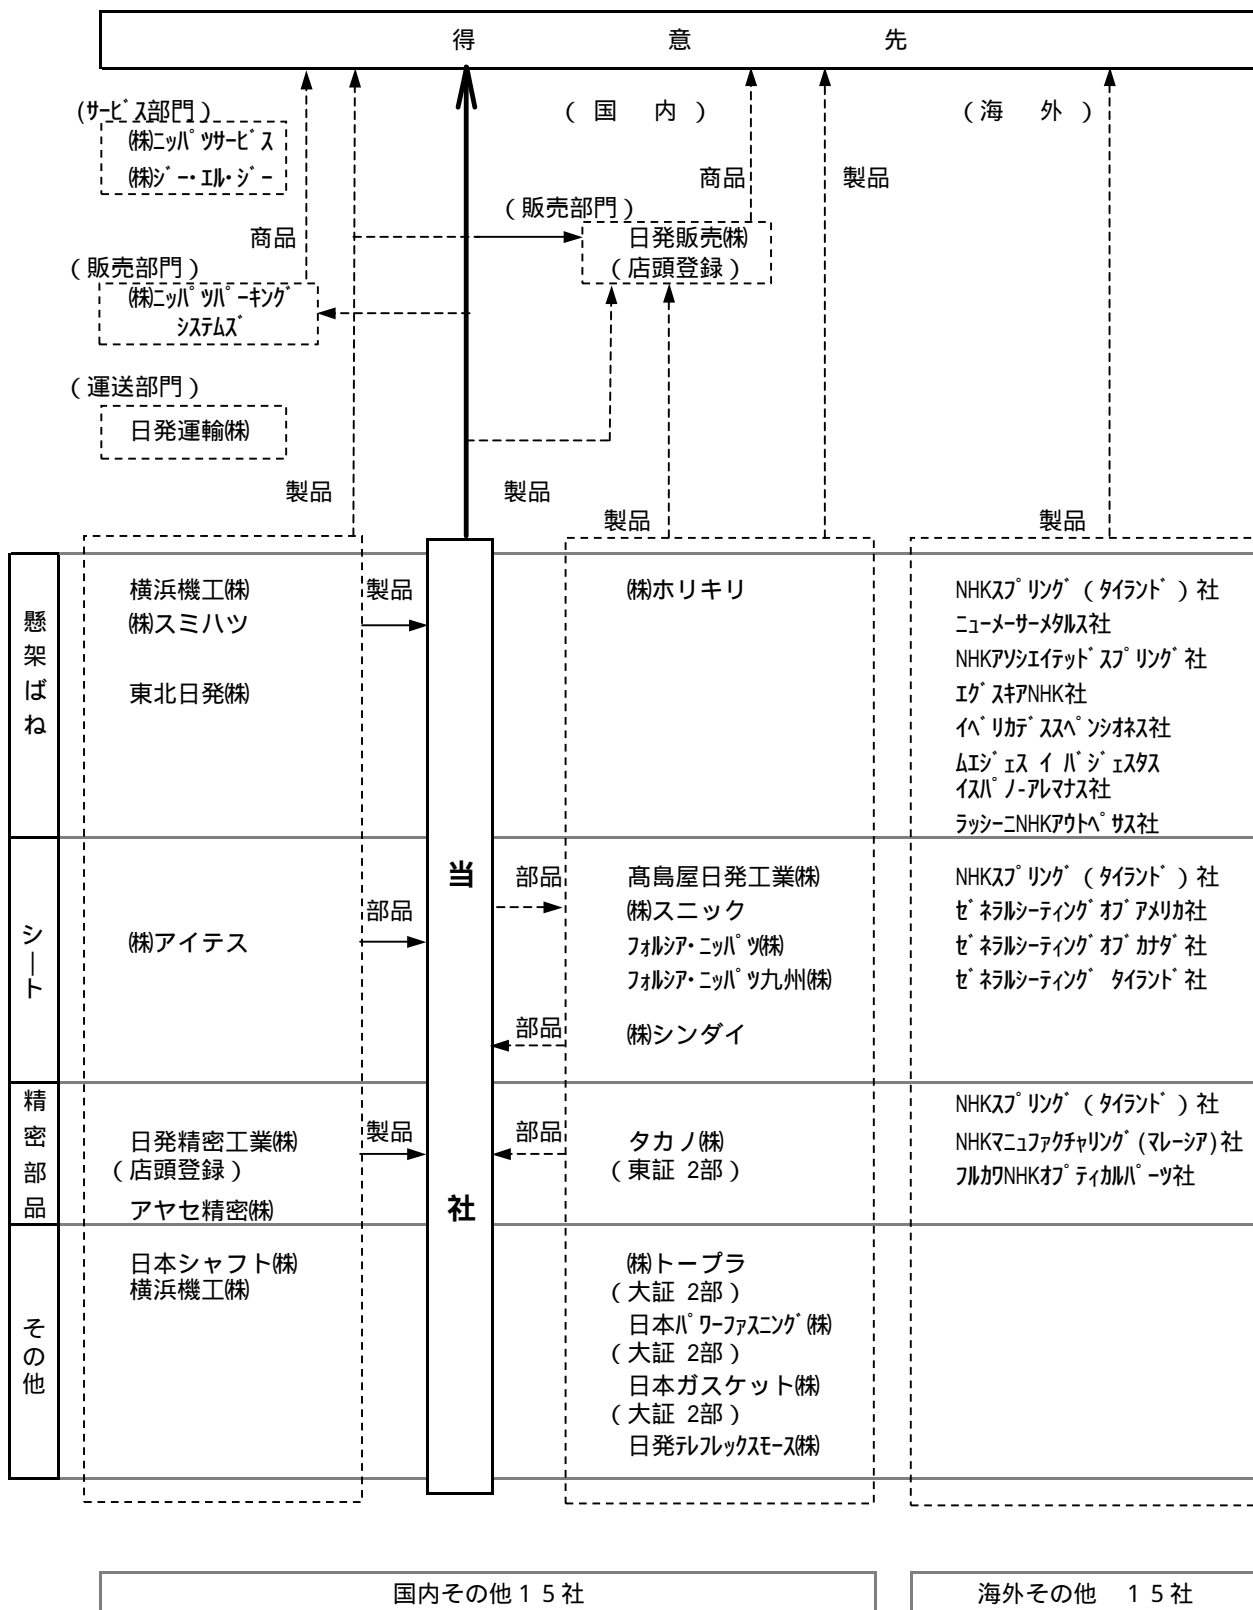 得 意 先
(サービス部門)
(国 内)
(海 外)
㈱ニッパツサービス
㈱ジー・エル・ジー
商品
製品
(販売部門)
日発販売㈱
(店頭登録)
商品
(販売部門)
㈱ニッパツパーキング
システムズ
(運送部門)
日発運輸㈱
製品
製品
製品
製品
懸架ばね
横浜機工㈱
㈱スミハツ
東北日発㈱
製品
㈱ホリキリ
NHKスプリング(タイランド)社
ニューメーサーメタルス社
NHKアソシエイテッドスプリング社
エグスキアNHK社
イベリカデススペンシオネス社
ムエジェス イ バジェスタス
イスパノ-アレマナス社
ラッシーニNHKアウトペサス社
シート
㈱アイテス
部品
当社
部品
髙島屋日発工業㈱
㈱スニック
フォルシア・ニッパツ㈱
フォルシア・ニッパツ九州㈱
部品
㈱シンダイ
NHKスプリング(タイランド)社
ゼネラルシーティングオブアメリカ社
ゼネラルシーティングオブカナダ社
ゼネラルシーティング タイランド社
精密部品
日発精密工業㈱
(店頭登録)
アヤセ精密㈱
製品
部品
タカノ㈱
(東証 2部)
NHKスプリング(タイランド)社
NHKマニュファクチャリング(マレーシア)社
フルカワNHKオプティカルパーツ社
その他
日本シャフト㈱
横浜機工㈱
㈱トープラ
(大証 2部)
日本パワーファスニング㈱
(大証 2部)
日本ガスケット㈱
(大証 2部)
日発テレフレックスモース㈱
国内その他15社
海外その他 15社